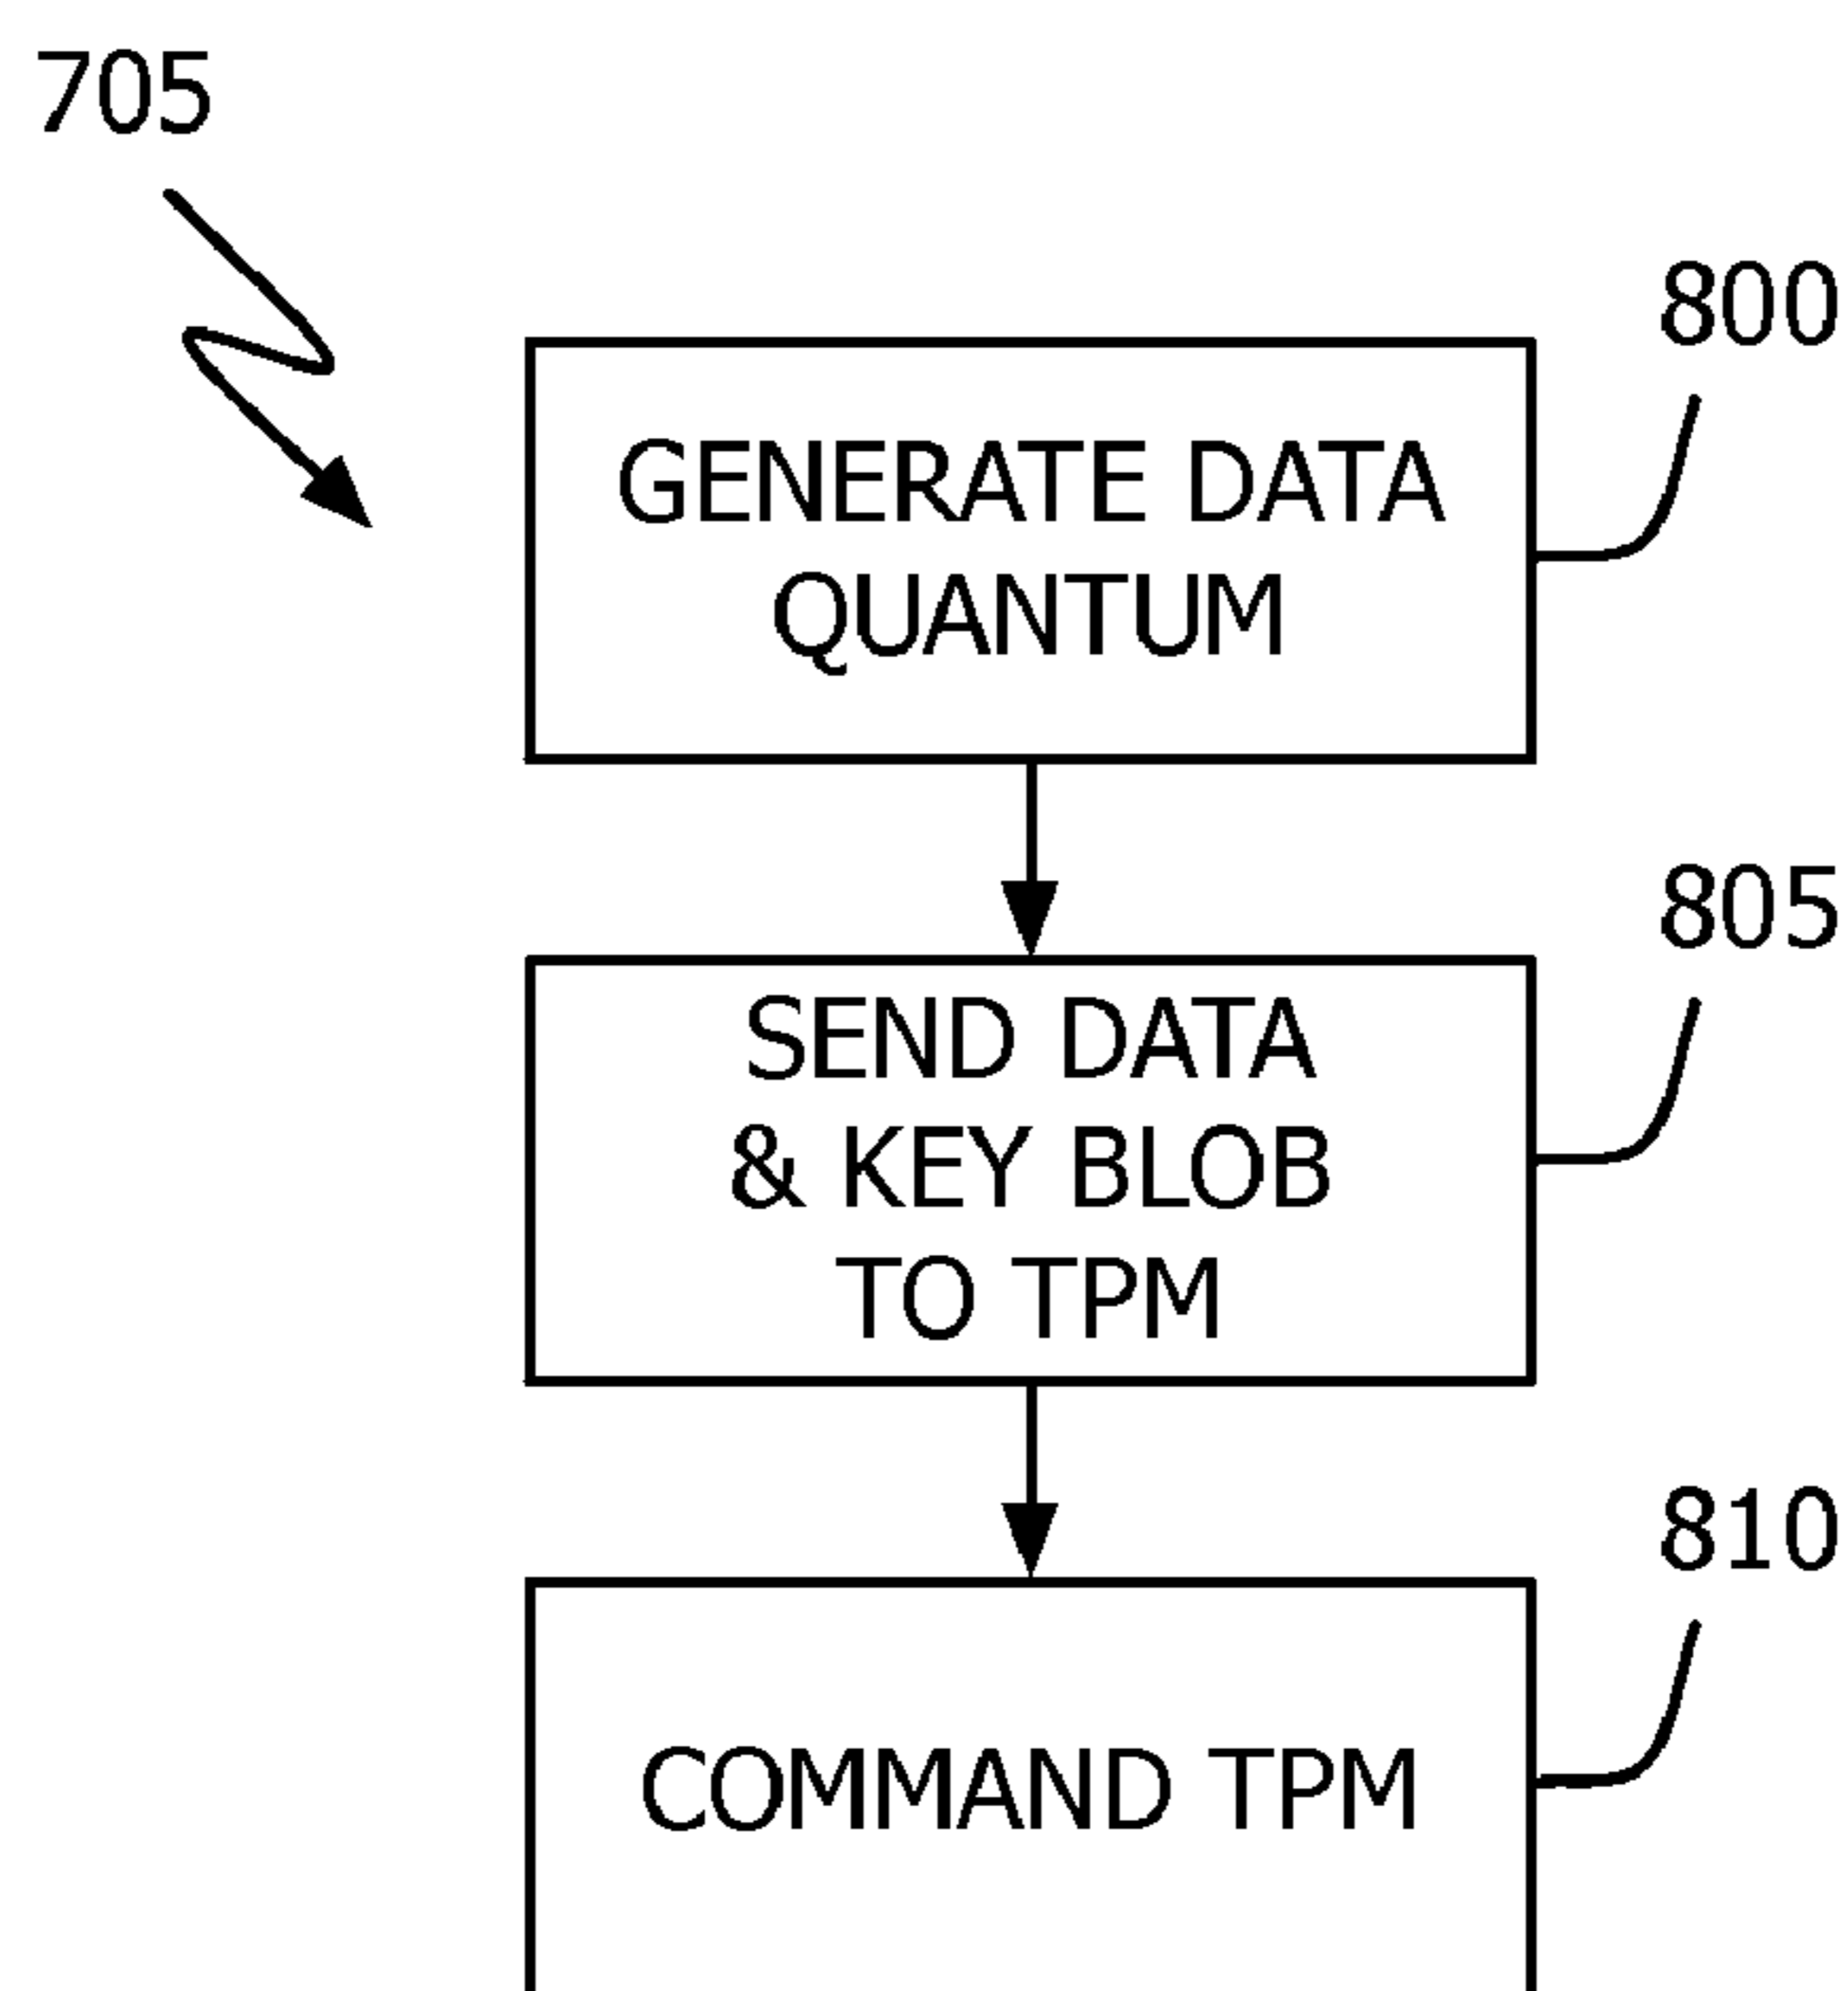 705
800
GENERATE DATA
QUANTUM
805
SEND DATA
& KEY BLOB
TO TPM
810
COMMAND TPM